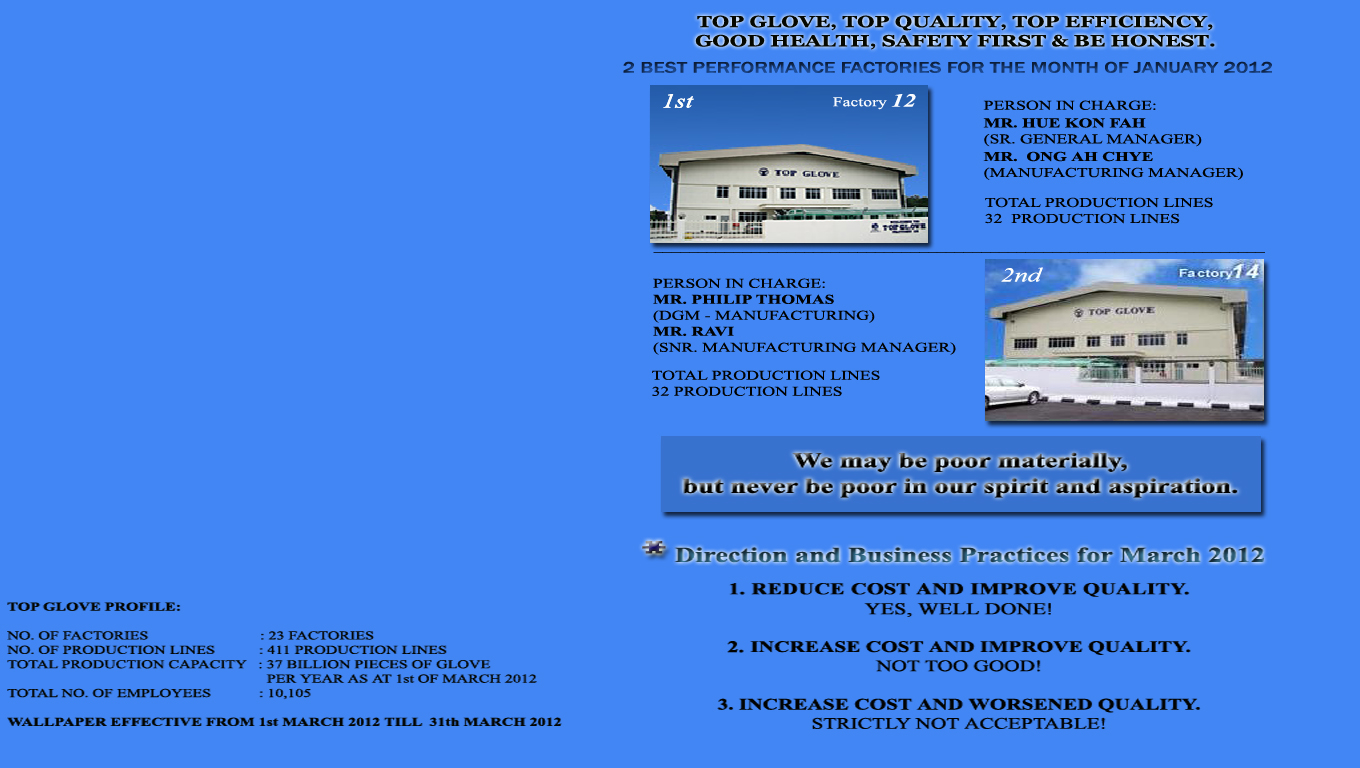 TOP GLOVE, TOP QUALITY, TOP EFFICIENCY,
GOOD HEALTH, SAFETY FIRST & BE HONEST.
2 BEST PERFORMANCE FACTORIES FOR THE MONTH OF JANUARY 2012
1st
Factory 12
TOP GLOVE
TOP GLOVE
PERSON IN CHARGE:
MR. HUE KON FAH
(SR. GENERAL MANAGER)
MR. ONG AH CHYE
(MANUFACTURING MANAGER)
TOTAL PRODUCTION LINES
32 PRODUCTION LINES
PERSON IN CHARGE:
MR. PHILIP THOMAS
(DGM - MANUFACTURING)
MR. RAVI
(SNR. MANUFACTURING MANAGER)
TOTAL PRODUCTION LINES
32 PRODUCTION LINES
2nd
Factory14
TOP GLOVE
We may be poor materially,
but never be poor in our spirit and aspiration.
Direction and Business Practices for March 2012
1. REDUCE COST AND IMPROVE QUALITY.
YES, WELL DONE!
2. INCREASE COST AND IMPROVE QUALITY.
NOT TOO GOOD!
3. INCREASE COST AND WORSENED QUALITY.
STRICTLY NOT ACCEPTABLE!
TOP GLOVE PROFILE:
NO. OF FACTORIES : 23 FACTORIES
NO. OF PRODUCTION LINES : 411 PRODUCTION LINES
TOTAL PRODUCTION CAPACITY : 37 BILLION PIECES OF GLOVE
PER YEAR AS AT 1st OF MARCH 2012
TOTAL NO. OF EMPLOYEES : 10,105
WALLPAPER EFFECTIVE FROM 1st MARCH 2012 TILL 31th MARCH 2012